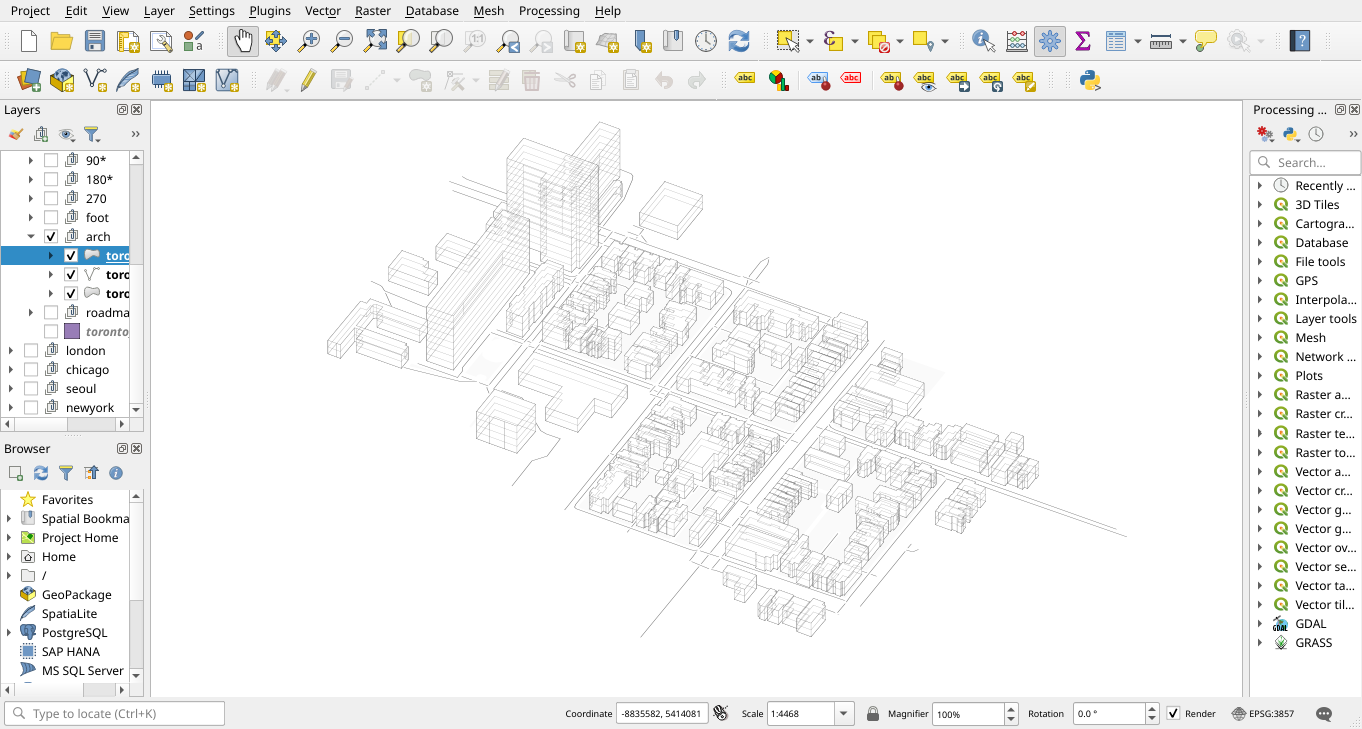 Project Edit View Layer Settings Plugins Vector Raster Database Mesh Processing Help
1:1
abc abc abc abc abc abc abc abc
Layers
90*
180*
270
foot
arch
toro
toro
toro
roadma
toronto
london
chicago
seoul
newyork
Browser
Favorites
Spatial Bookma
Project Home
Home
/
GeoPackage
SpatiaLite
PostgreSQL
SAP HANA
MS SQL Server
Processing ...
Search...
Recently ...
3D Tiles
Cartogra...
Database
File tools
GPS
Interpola...
Layer tools
Mesh
Network ...
Plots
Raster a...
Raster cr...
Raster te...
Raster to...
Vector a...
Vector cr...
Vector g...
Vector g...
Vector ov...
Vector se...
Vector ta...
Vector til...
GDAL
GRASS
Type to locate (Ctrl+K) Coordinate -8835582, 5414081 Scale 1:4468 Magnifier 100% Rotation 0.0 ° Render EPSG:3857